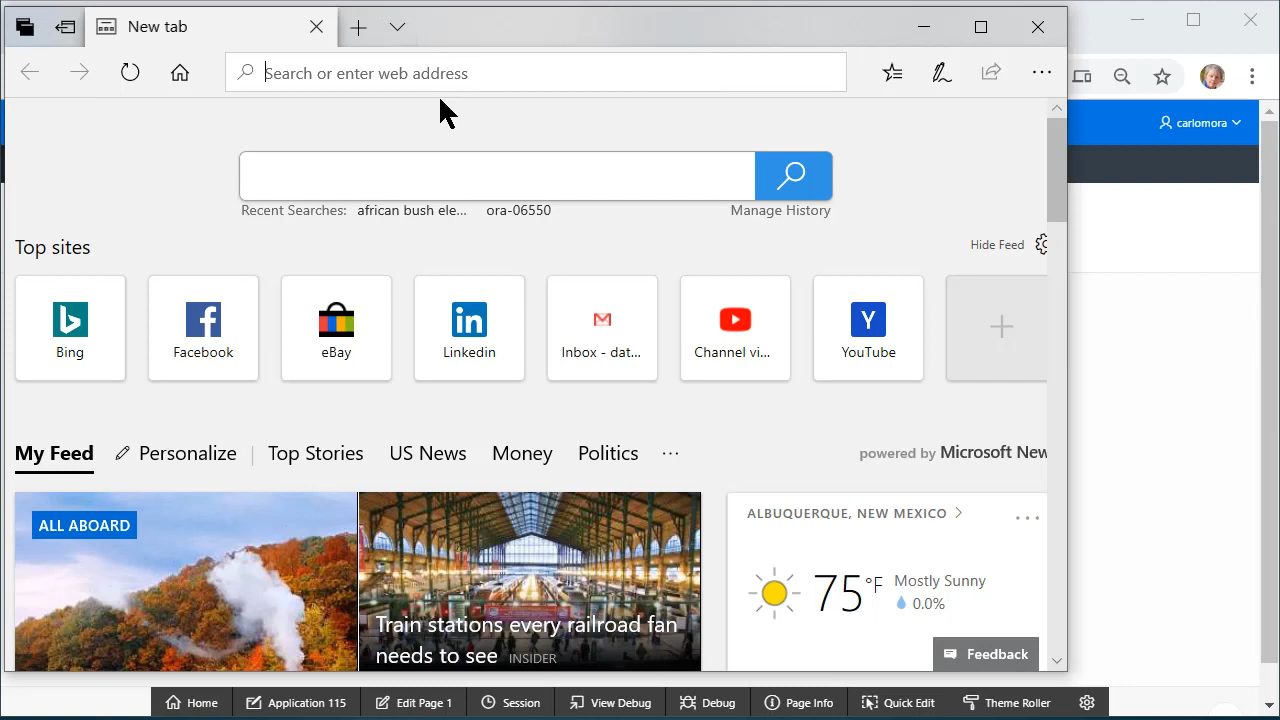 New tab
Search or enter web address
carlomora
Recent Searches: african bush ele... ora-06550 Manage History
Top sites
Hide Feed
Bing
Facebook
eBay
Linkedin
Inbox - dat...
Channel vi...
Y
YouTube
My Feed Personalize Top Stories US News Money Politics ... powered by Microsoft New
ALL ABOARD
Train stations every railroad fan
needs to see INSIDER
ALBUQUERQUE, NEW MEXICO
75°F
Mostly Sunny
0.0%
Feedback
Home Application 115 Edit Page 1 Session View Debug Debug Page Info Quick Edit Theme Roller